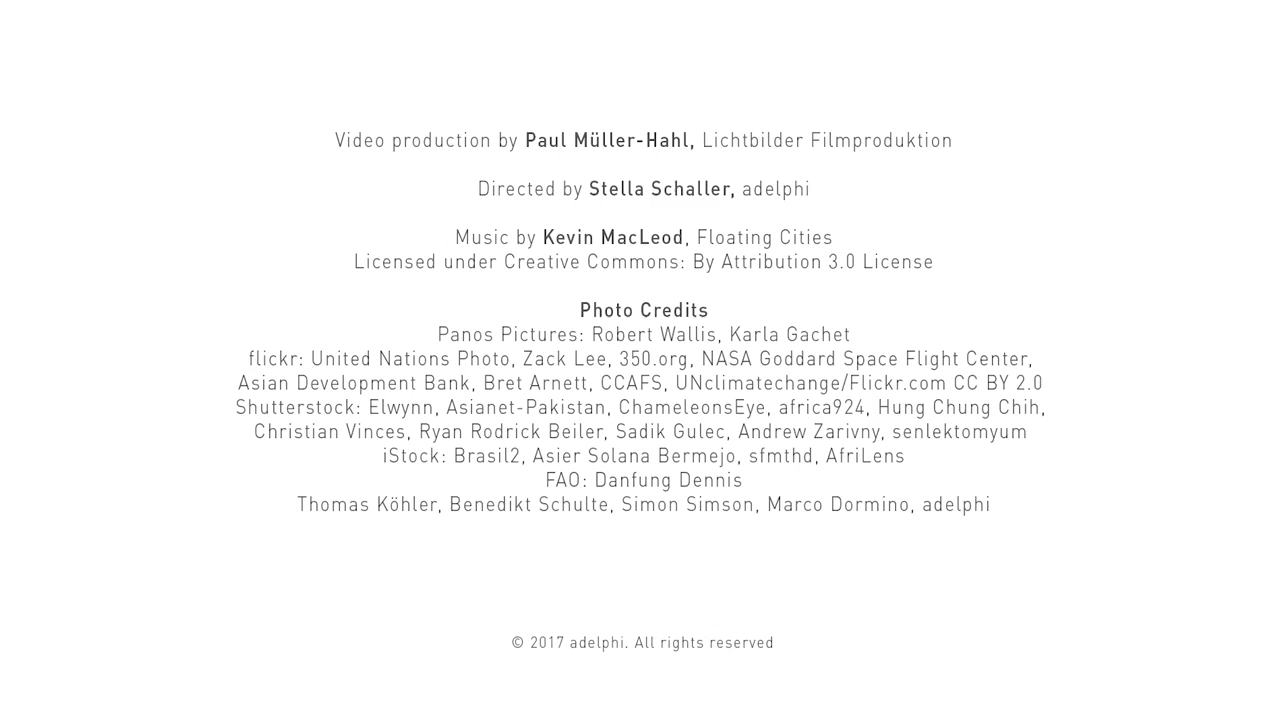 Video production by Paul Müller-Hahl, Lichtbilder Filmproduktion
Directed by Stella Schaller, adelphi
Music by Kevin MacLeod, Floating Cities
Licensed under Creative Commons: By Attribution 3.0 License
Photo Credits
Panos Pictures: Robert Wallis, Karla Gachet
flickr: United Nations Photo, Zack Lee, 350.org, NASA Goddard Space Flight Center,
Asian Development Bank, Bret Arnett, CCAFS, UNclimatechange/Flickr.com CC BY 2.0
Shutterstock: Elwynn, Asianet-Pakistan, ChameleonsEye, africa924, Hung Chung Chih,
Christian Vinces, Ryan Rodrick Beiler, Sadik Gulec, Andrew Zarivny, senlektomyum
iStock: Brasil2, Asier Solana Bermejo, sfmthd, AfriLens
FAO: Danfung Dennis
Thomas Köhler, Benedikt Schulte, Simon Simson, Marco Dormino, adelphi
© 2017 adelphi. All rights reserved